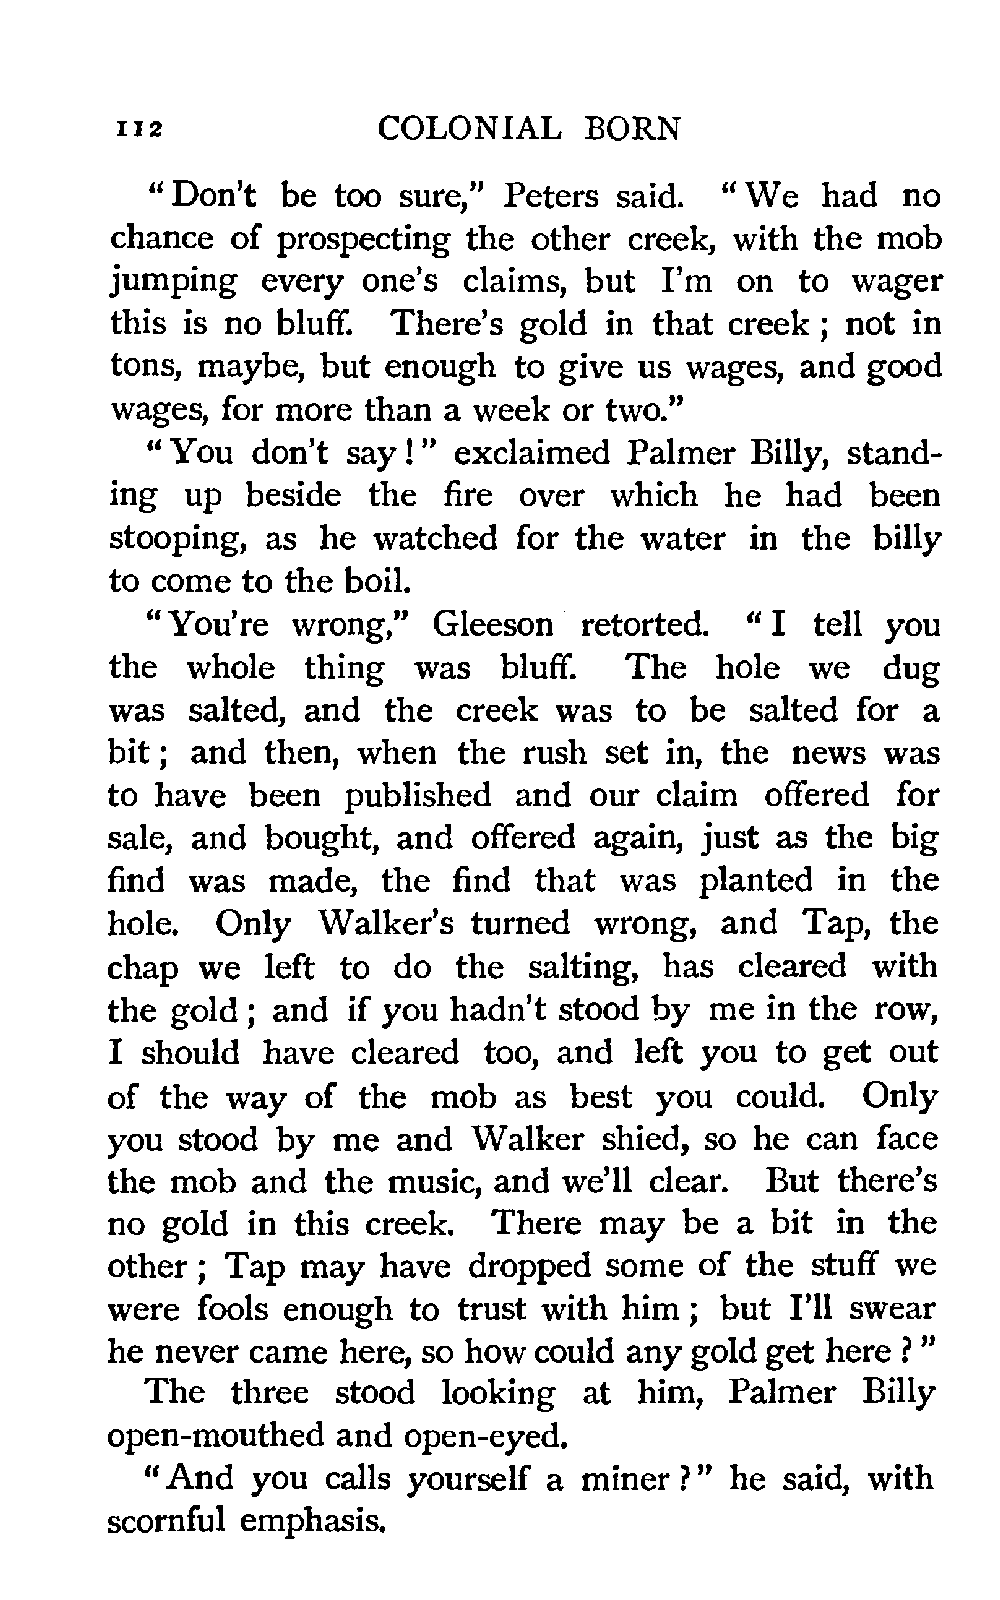 112 COLONIAL BORN
“Don't be too sure,” Peters said. “We had no
chance of prospecting the other creek, with the mob
jumping every one's claims, but I'm on to wager
this is no bluff. There's gold in that creek ; not in
tons, maybe, but enough to give us wages, and good
wages, for more than a week or two.”
“You don't say !” exclaimed Palmer Billy, stand-
ing up beside the fire over which he had been
stooping, as he watched for the water in the billy
to come to the boil.
“You're wrong,” Gleeson retorted. “I tell you
the whole thing was bluff. The hole we dug
was salted, and the creek was to be salted for a
bit ; and then, when the rush set in, the news was
to have been published and our claim offered for
sale, and bought, and offered again, just as the big
find was made, the find that was planted in the
hole. Only Walker's turned wrong, and Tap, the
chap we left to do the salting, has cleared with
the gold ; and if you hadn't stood by me in the row,
I should have cleared too, and left you to get out
of the way of the mob as best you could. Only
you stood by me and Walker shied, so he can face
the mob and the music, and we'll clear. But there's
no gold in this creek. There may be a bit in the
other ; Tap may have dropped some of the stuff we
were fools enough to trust with him ; but I'll swear
he never came here, so how could any gold get here ?”
The three stood looking at him, Palmer Billy
open-mouthed and open-eyed.
“And you calls yourself a miner ?” he said, with
scornful emphasis.